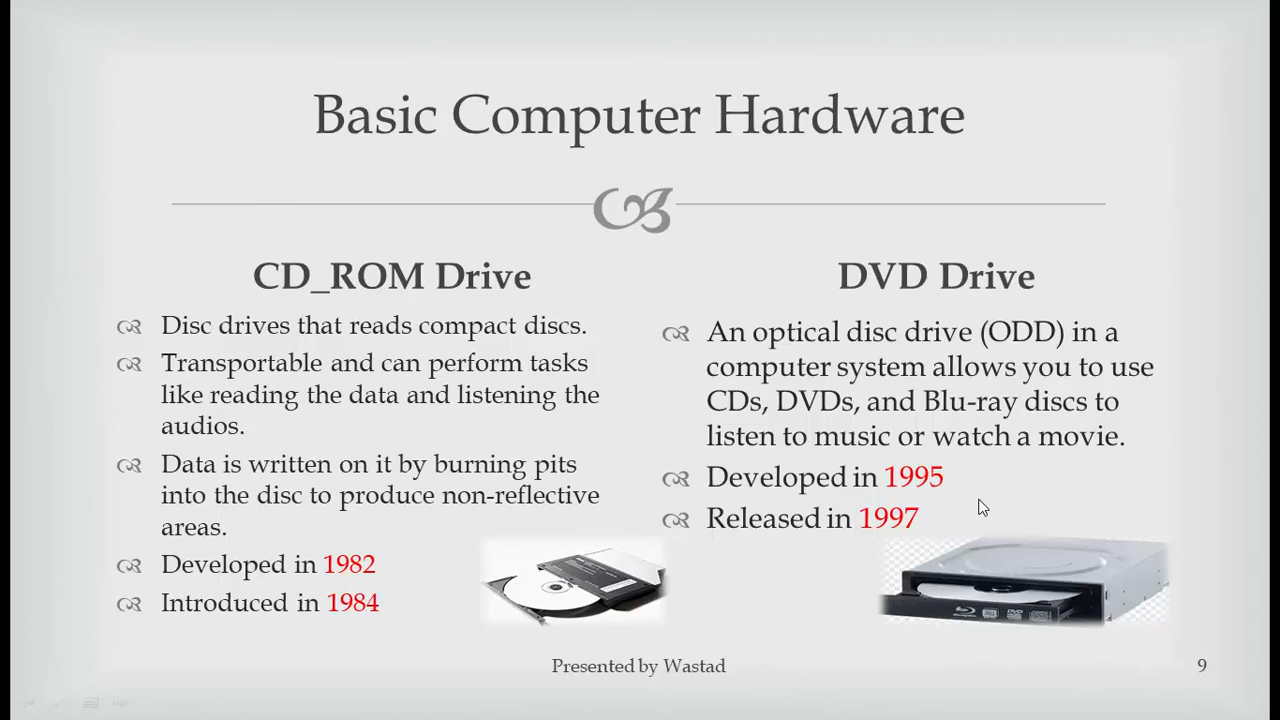 Basic Computer Hardware
CD_ROM Drive
Disc drives that reads compact discs.
Transportable and can perform tasks
like reading the data and listening the
audios.
Data is written on it by burning pits
into the disc to produce non-reflective
areas.
Developed in 1982
Introduced in 1984
DVD Drive
An optical disc drive (ODD) in a
computer system allows you to use
CDs, DVDs, and Blu-ray discs to
listen to music or watch a movie.
Developed in 1995
Released in 1997
Presented by Wastad
9